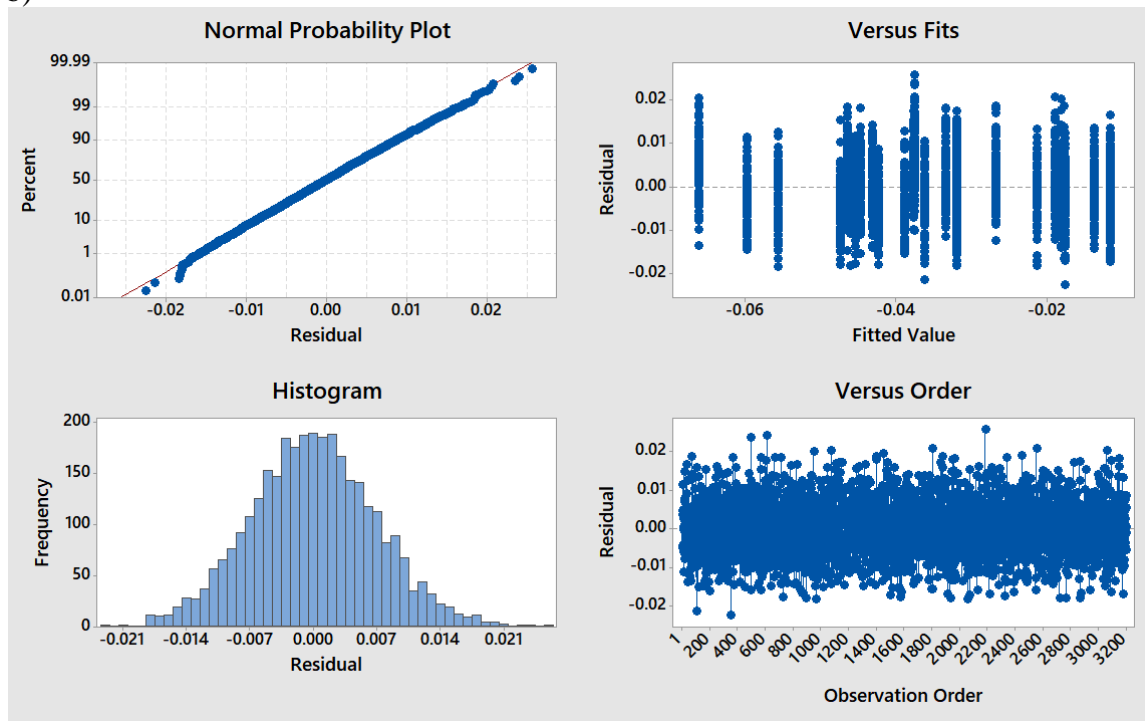 Normal Probability Plot
99.99
99
90
50
10
1
0.01
Percent
-0.02 -0.01 0.00 0.01 0.02
Residual
Versus Fits
0.02
0.01
0.00
-0.01
-0.02
Residual
-0.06 -0.04 -0.02
Fitted Value
Histogram
200
150
100
50
0
Frequency
-0.021 -0.014 -0.007 0.000 0.007 0.014 0.021
Residual
Versus Order
0.02
0.01
0.00
-0.01
-0.02
Residual
1 200 400 600 800 1000 1200 1400 1600 1800 2000 2200 2400 2600 2800 3000 3200
Observation Order